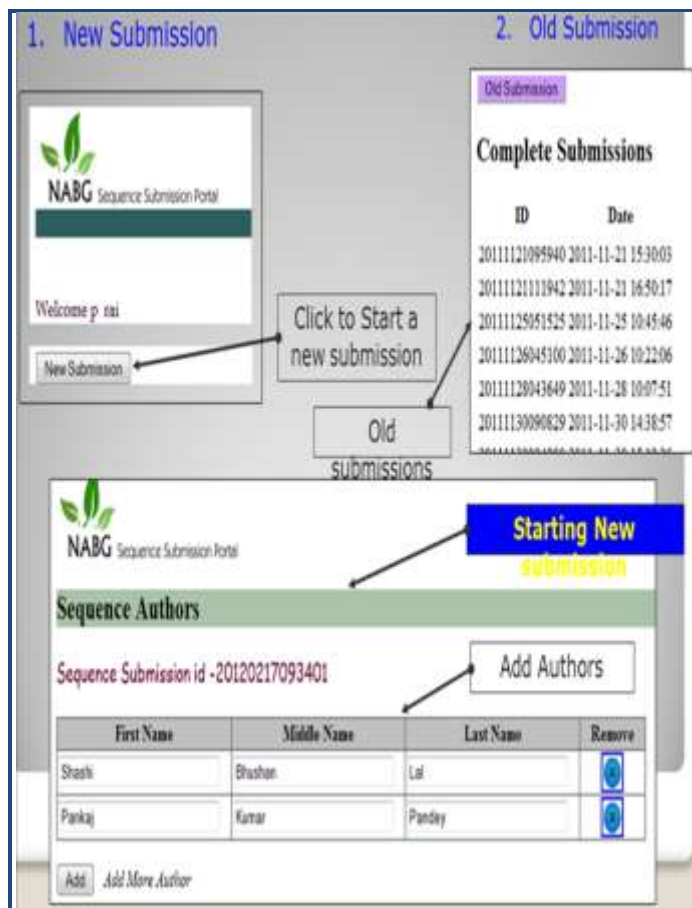 1. New Submission
2. Old Submission
NABG Sequence Submission Portal
Welcome p rai
New Submission
Click to Start a
new submission
Old
submissions
Old Submission
Complete Submissions
ID Date
20111121095940 2011-11-21 15:30:03
20111121111942 2011-11-21 16:50:17
20111125051525 2011-11-25 10:45:46
20111126045100 2011-11-26 10:22:06
20111128043649 2011-11-28 10:07:51
20111130090829 2011-11-30 14:38:57
NABG Sequence Submission Portal
Starting New
submission
Sequence Authors
Sequence Submission id -20120217093401
Add Authors
First Name Middle Name Last Name Remove
Shashi Bhushan Lal
Pankaj Kumar Pandey
Add Add More Author